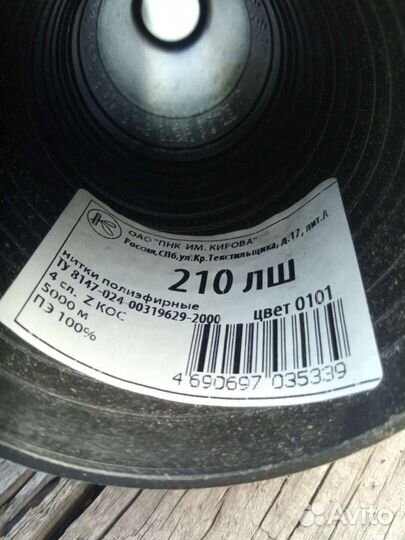 ОАО "ПНК ИМ. КИРОВА"
Россия, СПб, ул. Кр. Текстильщика, д. 17, лит. Л
210 ЛШ
нитки полиэфирные
ТУ 8147-024-00319629-2000
4 сл. Z КОС
5000 м
ПЭ 100%
цвет 0101
4 690697 035339
Avito